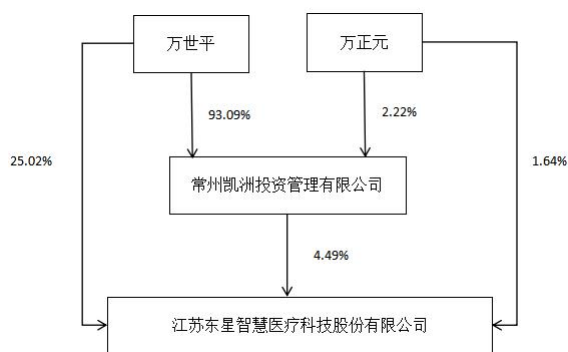 万世平
万正元
93.09%
2.22%
25.02%
1.64%
常州凯洲投资管理有限公司
4.49%
江苏东星智慧医疗科技股份有限公司